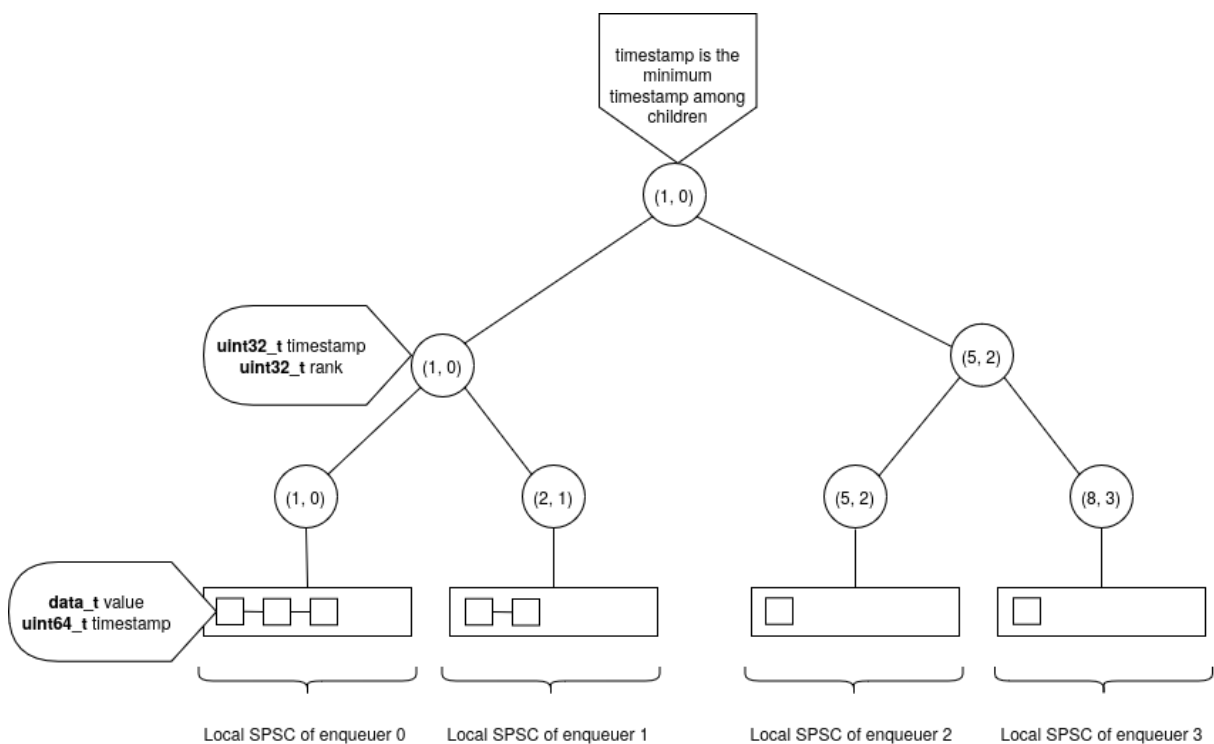 timestamp is the
minimum
timestamp among
children
(1, 0)
uint32_t timestamp
uint32_t rank
(1, 0)
(5, 2)
(1, 0)
(2, 1)
(5, 2)
(8, 3)
data_t value
uint64_t timestamp
Local SPSC of enqueuer 0
Local SPSC of enqueuer 1
Local SPSC of enqueuer 2
Local SPSC of enqueuer 3